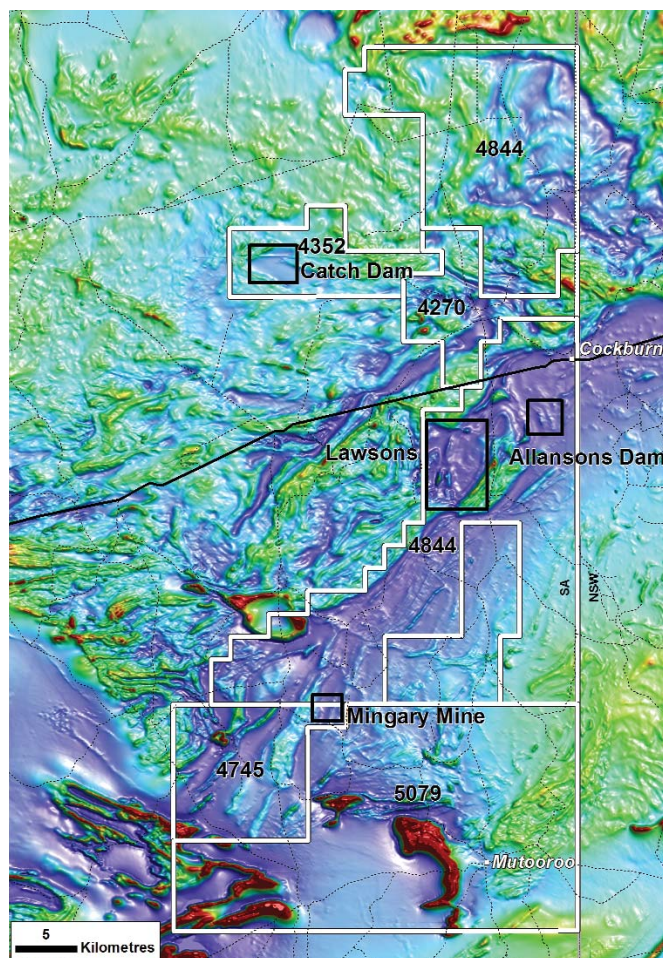 4844
4352
Catch Dam
4270
Cockburn
Lawsons
Allansons Dam
4844
SA
NSW
Mingary Mine
4745
5079
Mutooroo
5
Kilometres